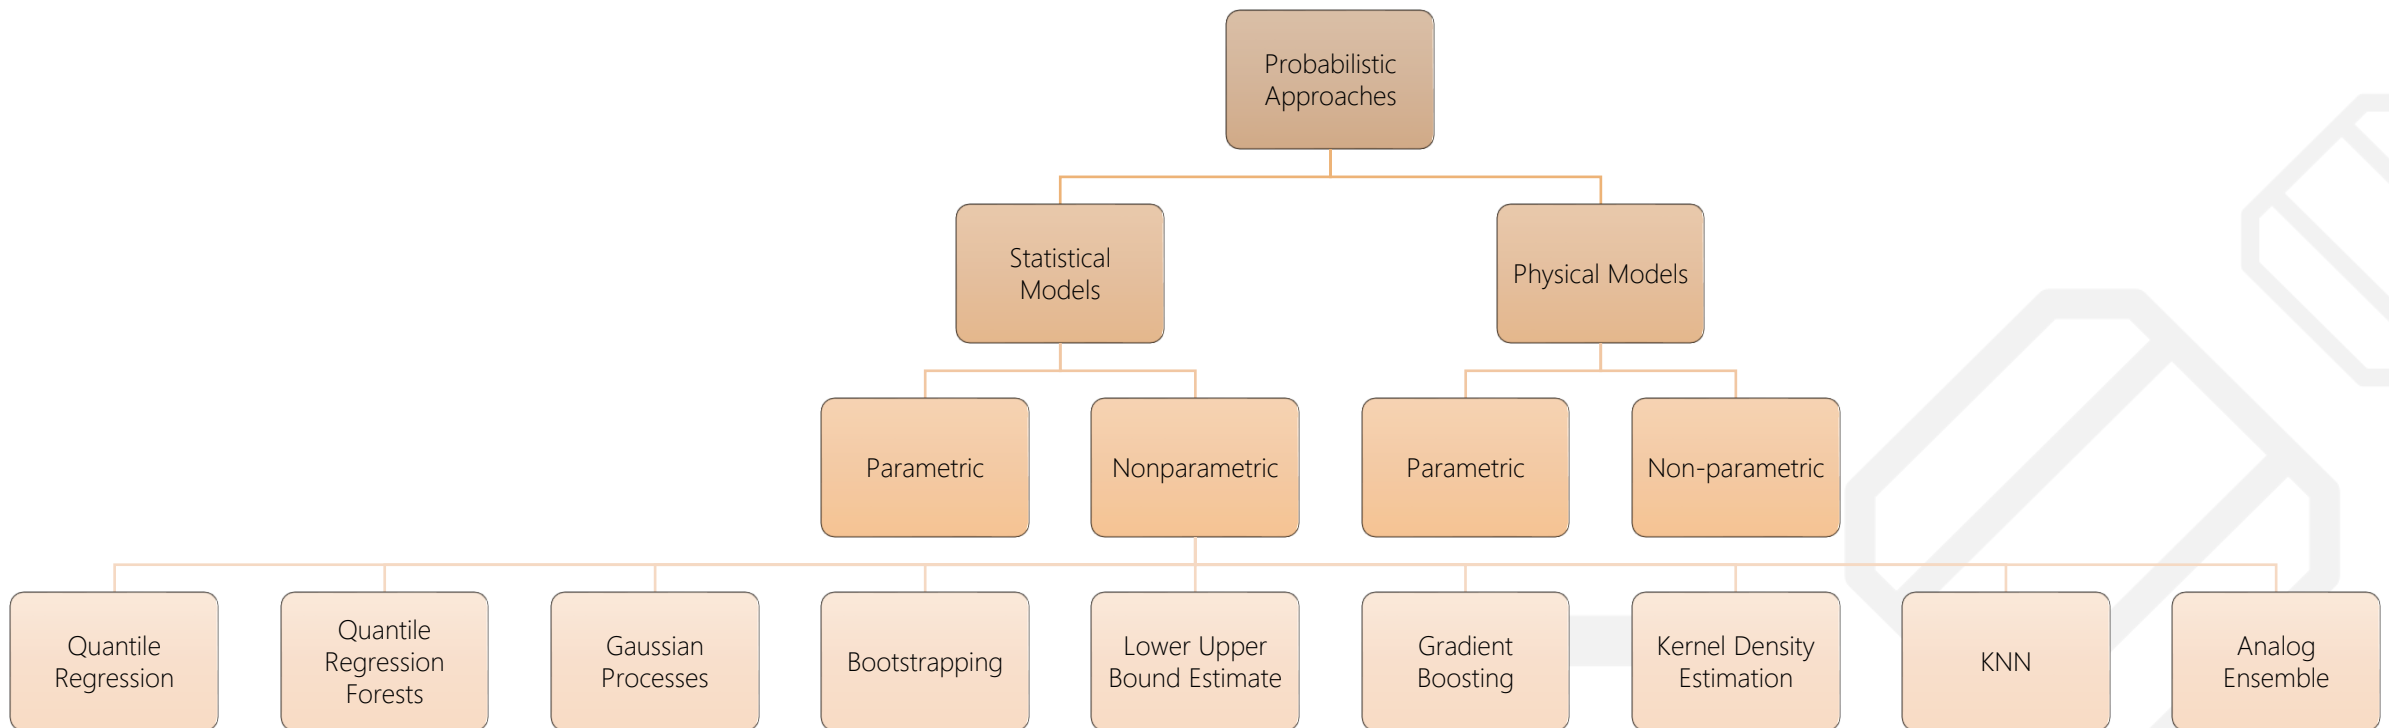 Probabilistic
Approaches
Statistical
Models
Physical Models
Parametric
Nonparametric
Parametric
Non-parametric
Quantile
Regression
Quantile
Regression
Forests
Gaussian
Processes
Bootstrapping
Lower Upper
Bound Estimate
Gradient
Boosting
Kernel Density
Estimation
KNN
Analog
Ensemble